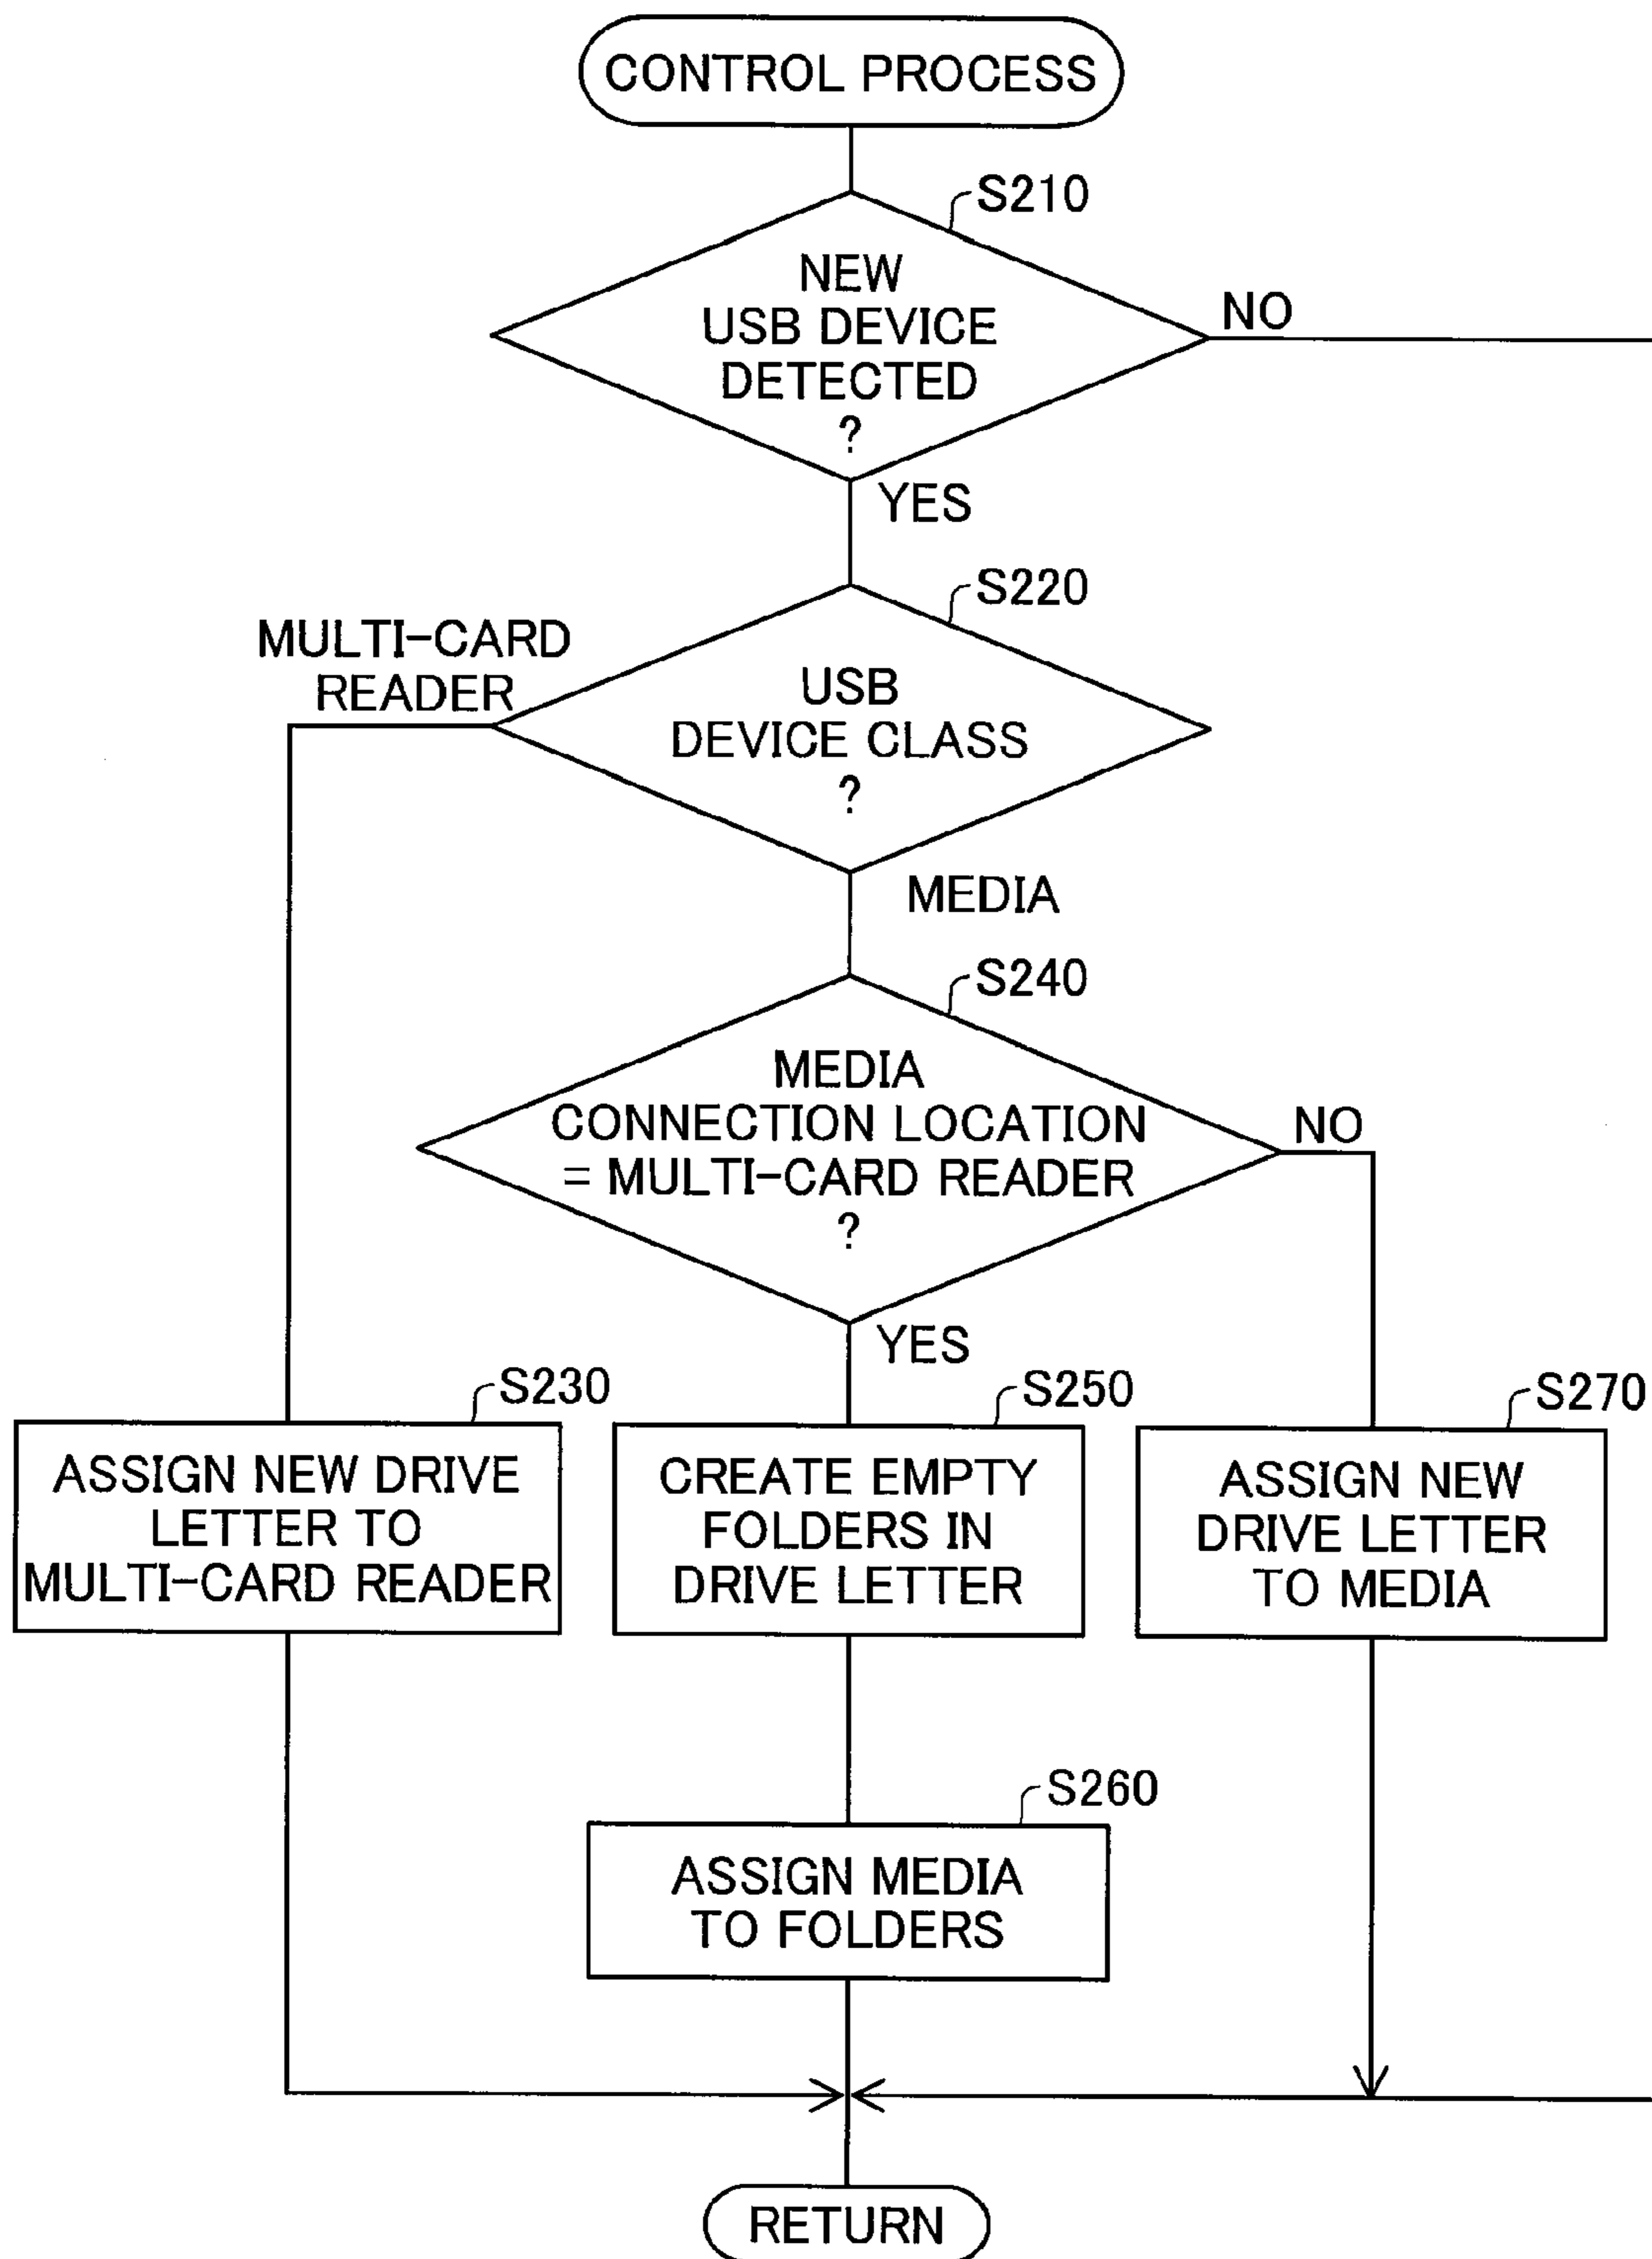 CONTROL PROCESS
S210
NEW
USB DEVICE
DETECTED
?
NO
YES
S220
MULTI-CARD
READER
USB
DEVICE CLASS
?
MEDIA
S240
MEDIA
CONNECTION LOCATION
= MULTI-CARD READER
?
NO
YES
S230
ASSIGN NEW DRIVE
LETTER TO
MULTI-CARD READER
S250
CREATE EMPTY
FOLDERS IN
DRIVE LETTER
S270
ASSIGN NEW
DRIVE LETTER
TO MEDIA
S260
ASSIGN MEDIA
TO FOLDERS
RETURN